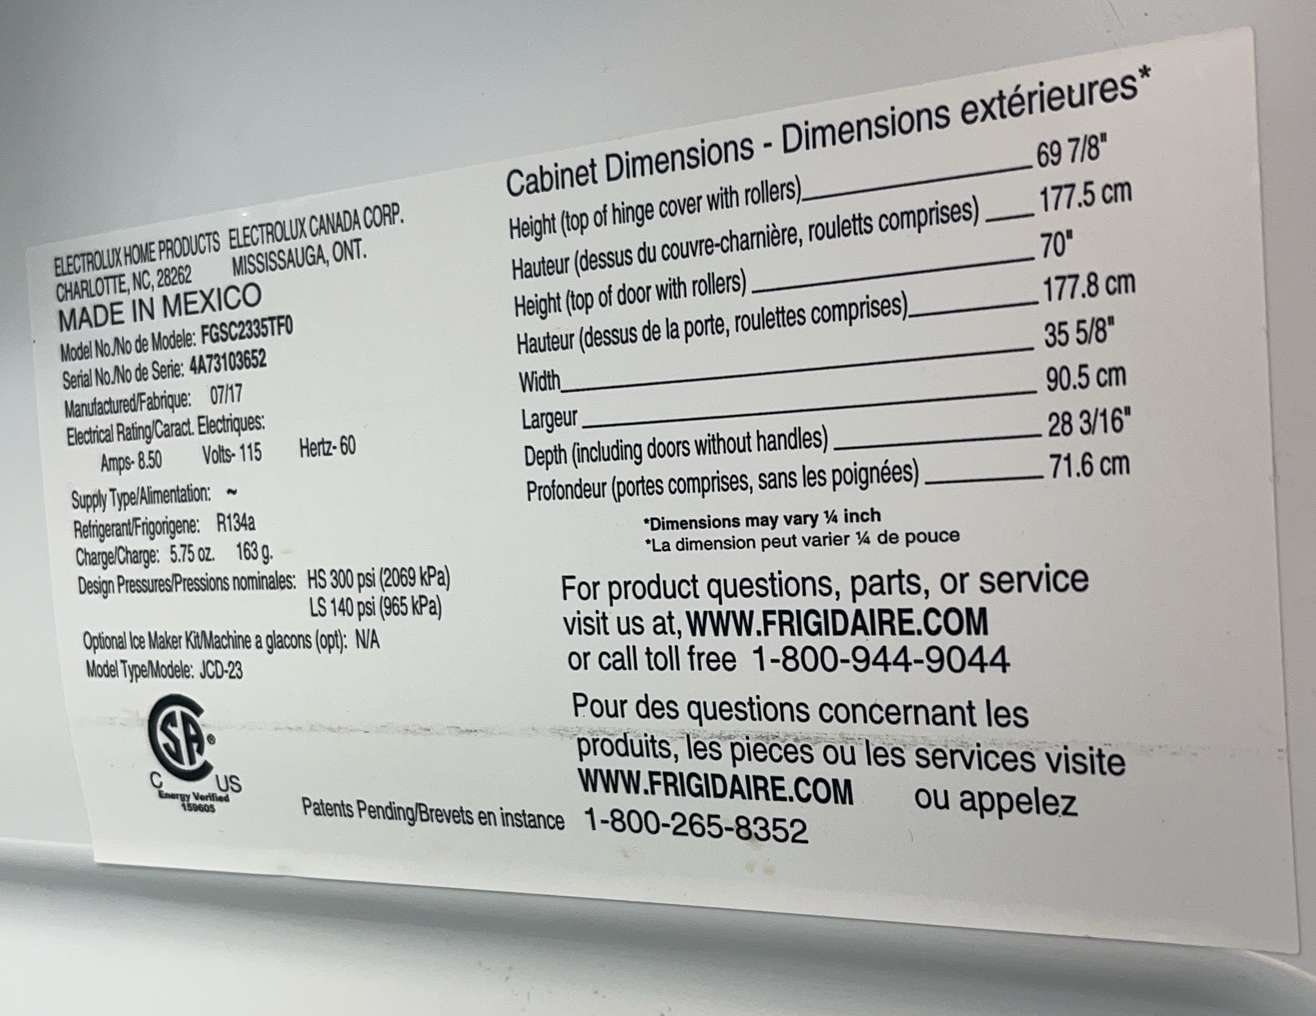 ELECTROLUX HOME PRODUCTS ELECTROLUX CANADA CORP.
CHARLOTTE, NC, 28262 MISSISSAUGA, ONT.
MADE IN MEXICO
Model No./No de Modele: FGSC2335TF0
Serial No./No de Serie: 4A73103652
Manufactured/Fabrique: 07/17
Electrical Rating/Caract. Electriques:
Amps- 8.50 Volts- 115 Hertz- 60
Supply Type/Alimentation: ~
Refrigerant/Frigorigene: R134a
Charge/Charge: 5.75 oz. 163 g.
Design Pressures/Pressions nominales: HS 300 psi (2069 kPa)
LS 140 psi (965 kPa)
Optional Ice Maker Kit/Machine a glacons (opt): N/A
Model Type/Modele: JCD-23
SA®
C US
Energy Verified
159605
Patents Pending/Brevets en instance
Cabinet Dimensions - Dimensions extérieures*
Height (top of hinge cover with rollers) 69 7/8"
Hauteur (dessus du couvre-charnière, rouletts comprises) 177.5 cm
Height (top of door with rollers) 70"
Hauteur (dessus de la porte, roulettes comprises) 177.8 cm
Width 35 5/8"
Largeur 90.5 cm
Depth (including doors without handles) 28 3/16"
Profondeur (portes comprises, sans les poignées) 71.6 cm
*Dimensions may vary ¼ inch
*La dimension peut varier ¼ de pouce
For product questions, parts, or service
visit us at, WWW.FRIGIDAIRE.COM
or call toll free 1-800-944-9044
Pour des questions concernant les
produits, les pieces ou les services visite
WWW.FRIGIDAIRE.COM ou appelez
1-800-265-8352